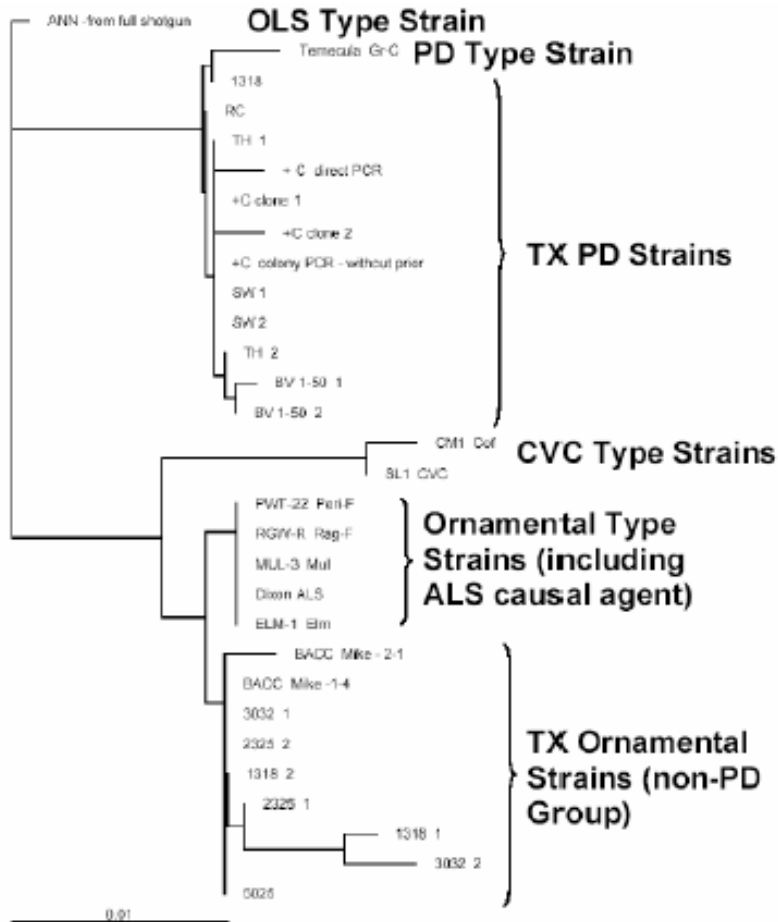 ANN -from full shotgun
OLS Type Strain
Temecula Gr-C
PD Type Strain
1318
RC
TH 1
+ C direct PCR
+C clone 1
+C clone 2
+C colony PCR - without prior
SW 1
SW 2
TH 2
BV 1-50 1
BV 1-50 2
TX PD Strains
CM1 Cof
SL1 CVC
CVC Type Strains
PWT-22 Peri-F
RGW-R Rag-F
MUL-3 Mul
Dixon ALS
ELM-1 Elm
Ornamental Type
Strains (including
ALS causal agent)
BACC Mike - 2-1
BACC Mike -1-4
3032 1
2325 2
1318 2
2325 1
1318 1
3032 2
5025
TX Ornamental
Strains (non-PD
Group)
0.01